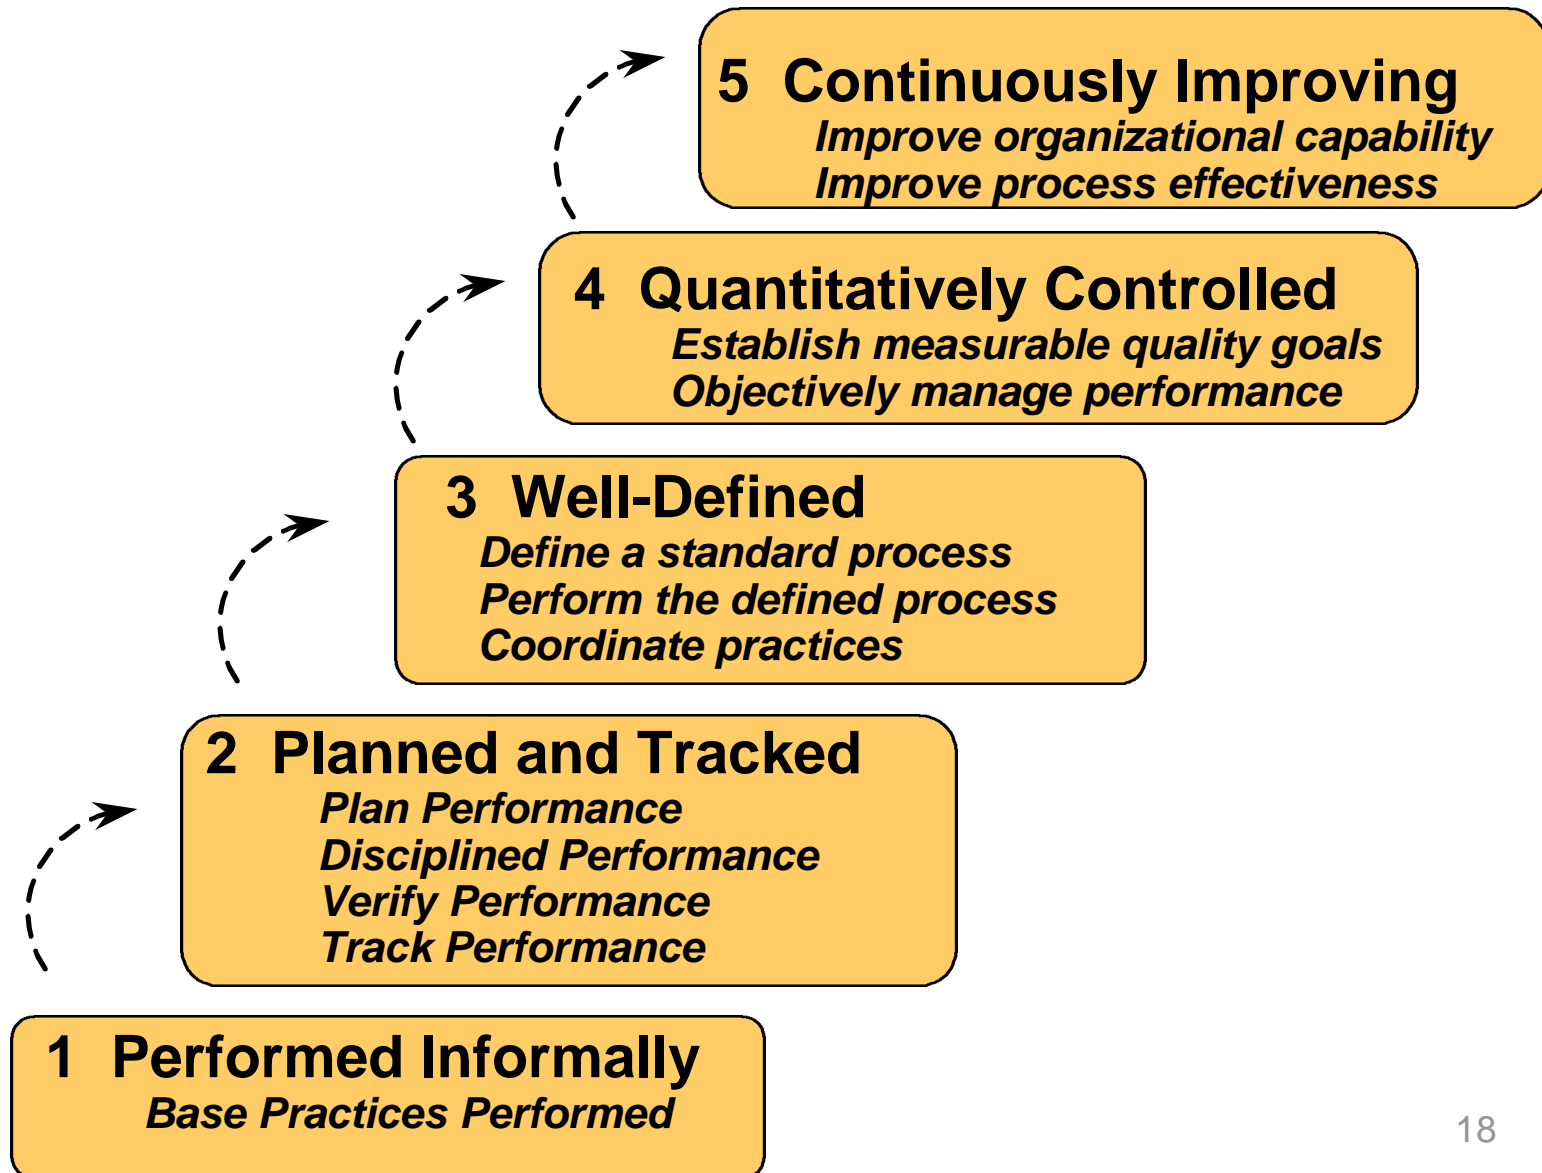 5 Continuously Improving
Improve organizational capability
Improve process effectiveness
4 Quantitatively Controlled
Establish measurable quality goals
Objectively manage performance
3 Well-Defined
Define a standard process
Perform the defined process
Coordinate practices
2 Planned and Tracked
Plan Performance
Disciplined Performance
Verify Performance
Track Performance
1 Performed Informally
Base Practices Performed
18